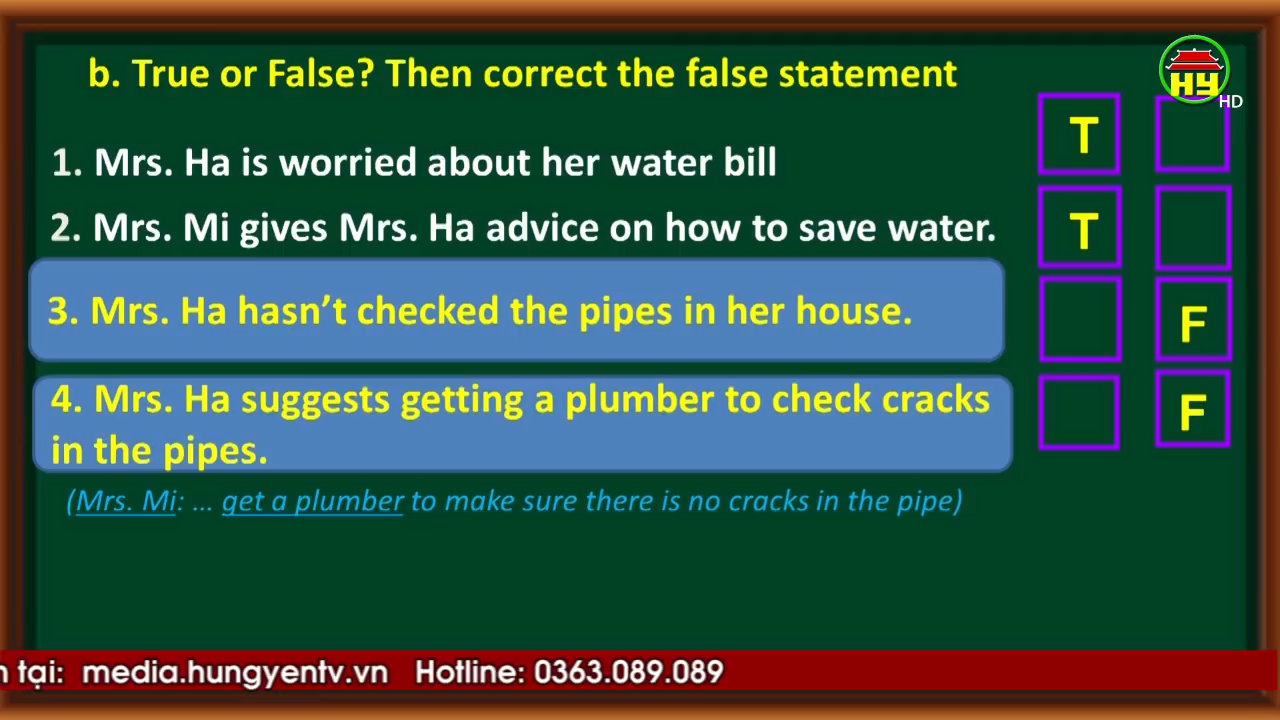 b. True or False? Then correct the false statement
HY
HD
1. Mrs. Ha is worried about her water bill
T
2. Mrs. Mi gives Mrs. Ha advice on how to save water.
T
3. Mrs. Ha hasn’t checked the pipes in her house.
F
4. Mrs. Ha suggests getting a plumber to check cracks
in the pipes.
F
(Mrs. Mi: ... get a plumber to make sure there is no cracks in the pipe)
tại: media.hungyentv.vn Hotline: 0363.089.089